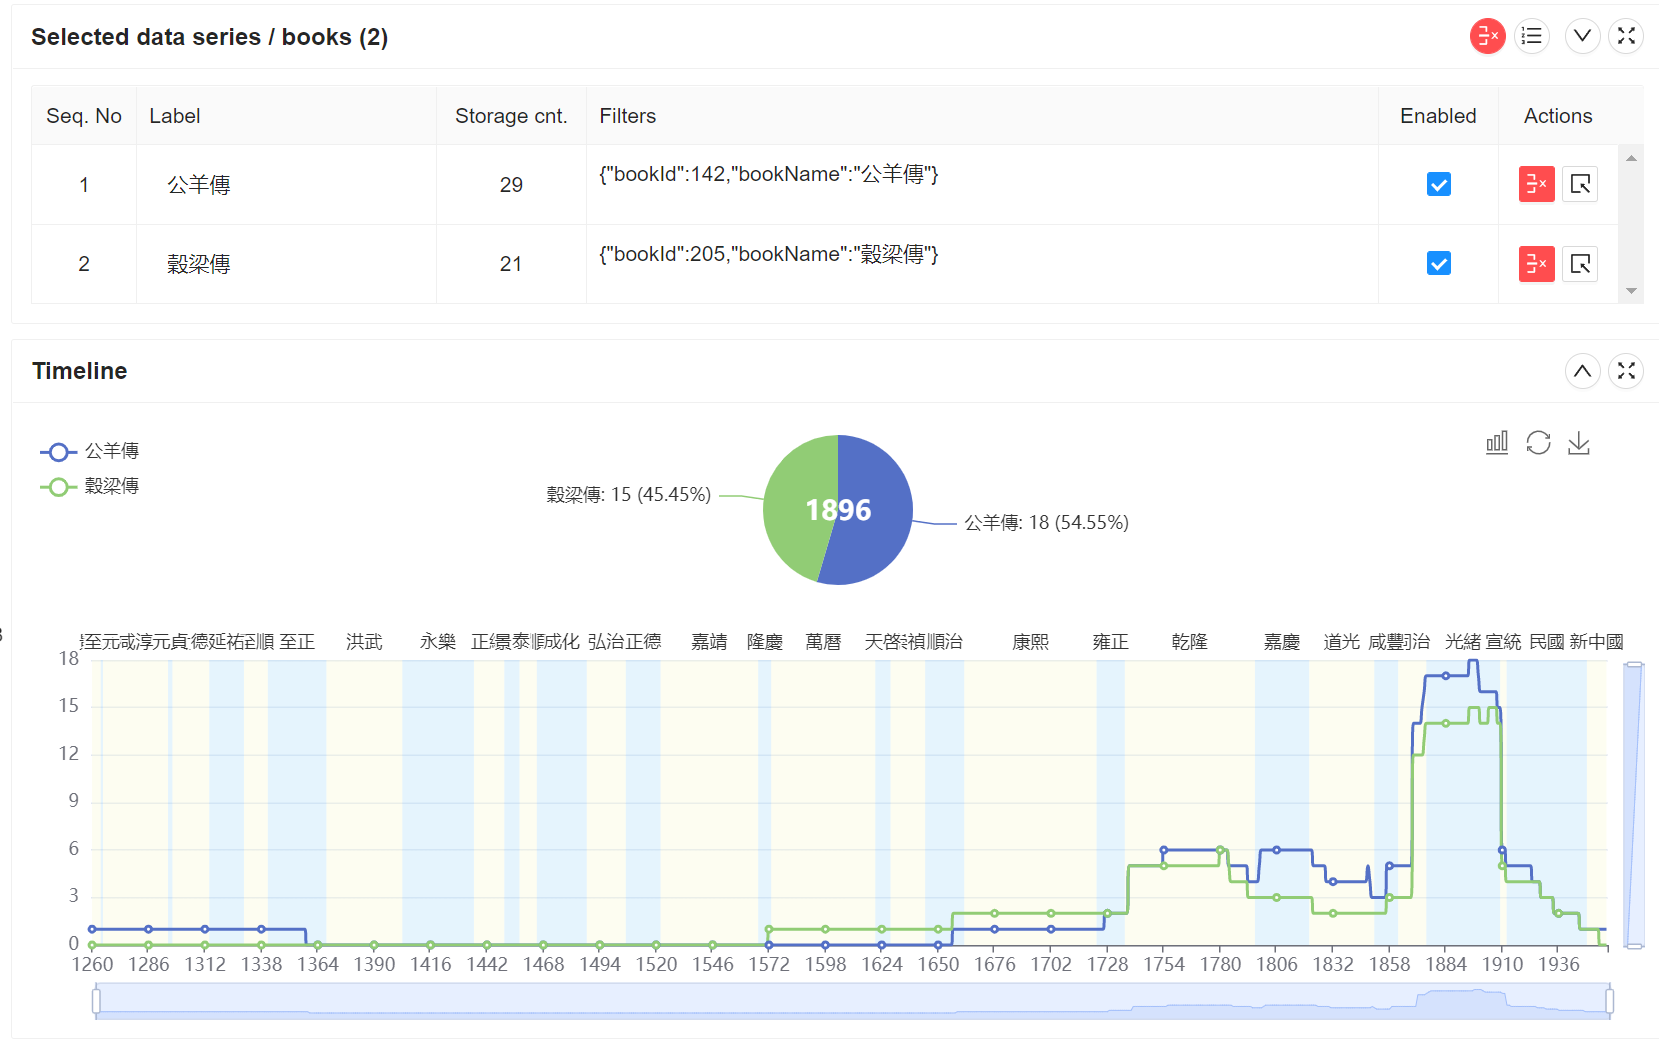 Selected data series / books (2)
Seq. No Label Storage cnt. Filters Enabled Actions
1 公羊傳 29 {"bookId":142,"bookName":"公羊傳"}
2 穀梁傳 21 {"bookId":205,"bookName":"穀梁傳"}
Timeline
公羊傳
穀梁傳
穀梁傳: 15 (45.45%)
1896
公羊傳: 18 (54.55%)
至元 淳元貞 德延祐 順 至正 洪武 永樂 正 泰 成化 弘治正德 嘉靖 隆慶 萬曆 天啓 禎順治 康熙 雍正 乾隆 嘉慶 道光 咸豐 治 光緒 宣統 民國 新中國
18
15
12
9
6
3
0
1260 1286 1312 1338 1364 1390 1416 1442 1468 1494 1520 1546 1572 1598 1624 1650 1676 1702 1728 1754 1780 1806 1832 1858 1884 1910 1936